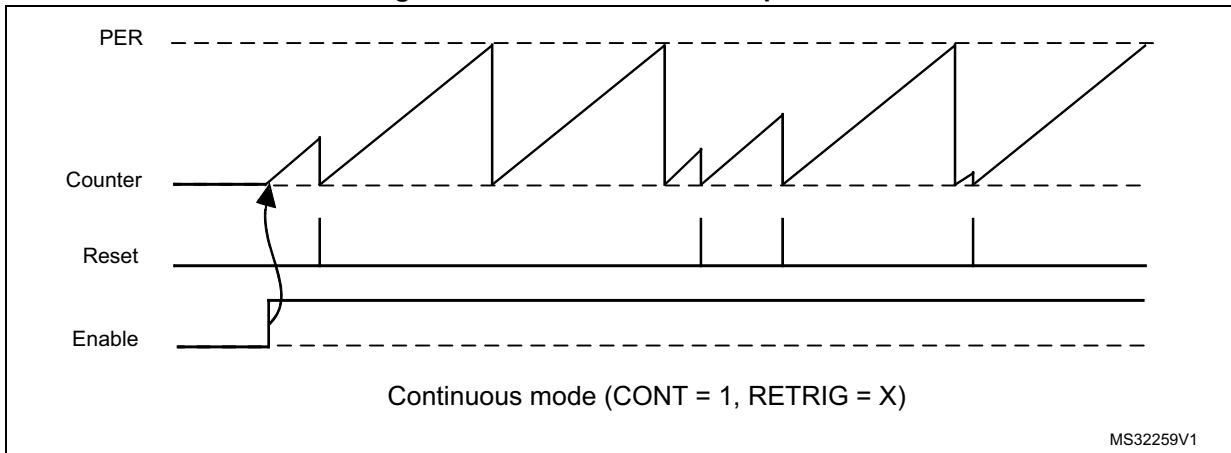 PER
Counter
Reset
Enable
Continuous mode (CONT = 1, RETRIG = X)
MS32259V1